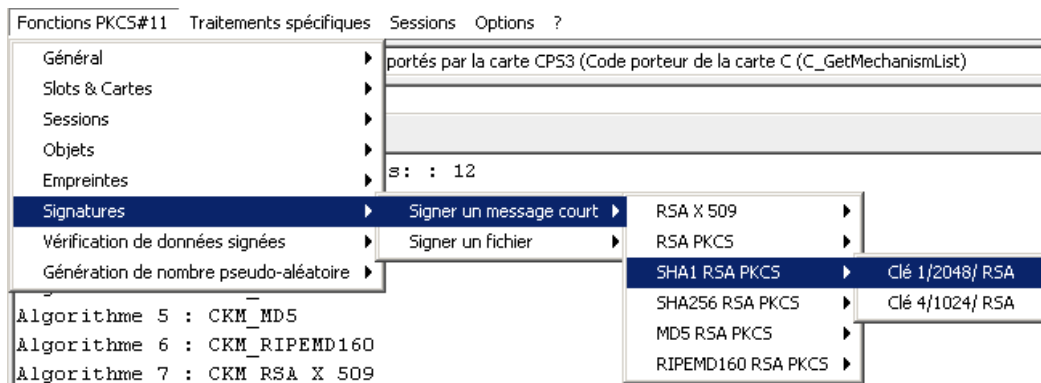 Fonctions PKCS#11 Traitements spécifiques Sessions Options ?
Général
portés par la carte CPS3 (Code porteur de la carte C (C_GetMechanismList)
Slots & Cartes
Sessions
Objets
Empreintes
s: : 12
Signatures
Signer un message court
RSA X 509
Vérification de données signées
Signer un fichier
RSA PKCS
Génération de nombre pseudo-aléatoire
SHA1 RSA PKCS
Clé 1/2048/ RSA
SHA256 RSA PKCS
Clé 4/1024/ RSA
Algorithme 5 : CKM_MD5
MD5 RSA PKCS
Algorithme 6 : CKM_RIPEMD160
RIPEMD160 RSA PKCS
Algorithme 7 : CKM_RSA_X_509